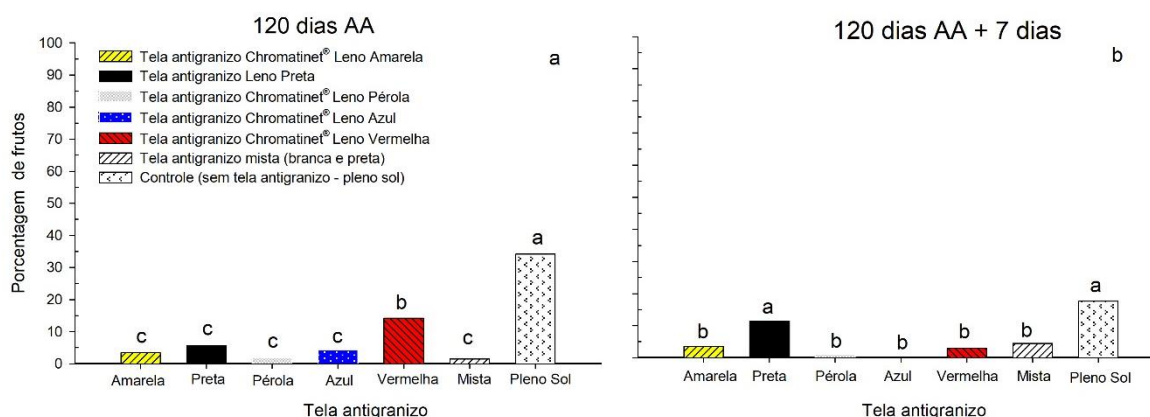 120 dias AA
100
90
80
70
60
50
40
30
20
10
0
Porcentagem de frutos
Tela antigranizo Chromatinet® Leno Amarela
Tela antigranizo Leno Preta
Tela antigranizo Chromatinet® Leno Pérola
Tela antigranizo Chromatinet® Leno Azul
Tela antigranizo Chromatinet® Leno Vermelha
Tela antigranizo mista (branca e preta)
Controle (sem tela antigranizo - pleno sol)
a
c c c c b c a
Amarela Preta Pérola Azul Vermelha Mista Pleno Sol
Tela antigranizo
120 dias AA + 7 dias
b
b a b b b b a
Amarela Preta Pérola Azul Vermelha Mista Pleno Sol
Tela antigranizo